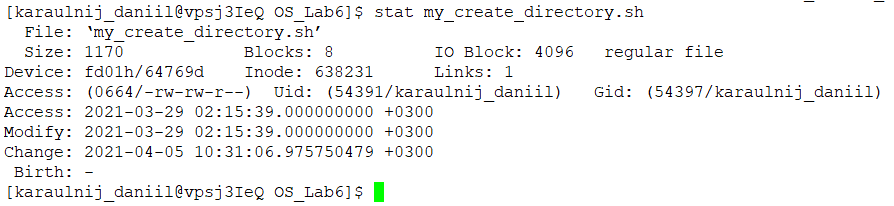 [karaulnij_daniil@vpsj3IeQ OS_Lab6]$ stat my_create_directory.sh
  File: ‘my_create_directory.sh’
  Size: 1170            Blocks: 8          IO Block: 4096   regular file
Device: fd01h/64769d    Inode: 638231      Links: 1
Access: (0664/-rw-rw-r--)  Uid: (54391/karaulnij_daniil)   Gid: (54397/karaulnij_daniil)
Access: 2021-03-29 02:15:39.000000000 +0300
Modify: 2021-03-29 02:15:39.000000000 +0300
Change: 2021-04-05 10:31:06.975750479 +0300
 Birth: -
[karaulnij_daniil@vpsj3IeQ OS_Lab6]$